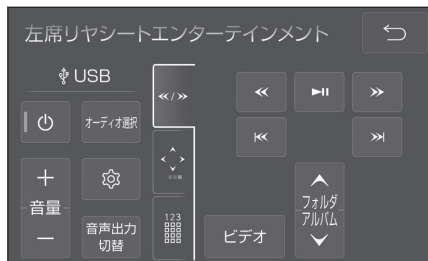 左席リヤシートエンターテインメント
USB
オーディオ選択
+
音量
−
音声出力
切替
123
ビデオ
フォルダ
アルバム